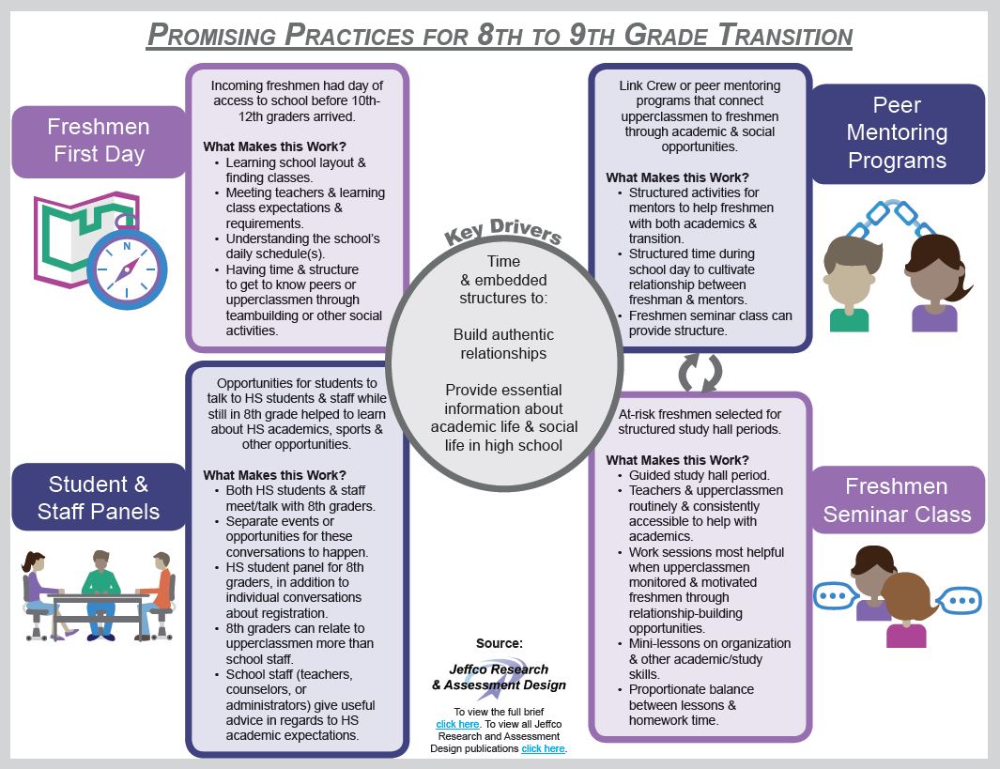 Promising Practices for 8th to 9th Grade Transition
Freshmen
First Day
Incoming freshmen had day of
access to school before 10th-
12th graders arrived.
What Makes this Work?
• Learning school layout &
finding classes.
• Meeting teachers & learning
class expectations &
requirements.
• Understanding the school's
daily schedule(s).
• Having time & structure
to get to know peers or
upperclassmen through
teambuilding or other social
activities.
N
Student &
Staff Panels
Opportunities for students to
talk to HS students & staff while
still in 8th grade helped to learn
about HS academics, sports &
other opportunities.
What Makes this Work?
• Both HS students & staff
meet/talk with 8th graders.
• Separate events or
opportunities for these
conversations to happen.
• HS student panel for 8th
graders, in addition to
individual conversations
about registration.
• 8th graders can relate to
upperclassmen more than
school staff.
• School staff (teachers,
counselors, or
administrators) give useful
advice in regards to HS
academic expectations.
Key Drivers
Time
& embedded
structures to:
Build authentic
relationships
Provide essential
information about
academic life & social
life in high school
Peer
Mentoring
Programs
Link Crew or peer mentoring
programs that connect
upperclassmen to freshmen
through academic & social
opportunities.
What Makes this Work?
• Structured activities for
mentors to help freshmen
with both academics &
transition.
• Structured time during
school day to cultivate
relationship between
freshman & mentors.
• Freshmen seminar class can
provide structure.
Freshmen
Seminar Class
At-risk freshmen selected for
structured study hall periods.
What Makes this Work?
• Guided study hall period.
• Teachers & upperclassmen
routinely & consistently
accessible to help with
academics.
• Work sessions most helpful
when upperclassmen
monitored & motivated
freshmen through
relationship-building
opportunities.
• Mini-lessons on organization
& other academic/study
skills.
• Proportionate balance
between lessons &
homework time.
Source:
Jeffco Research
& Assessment Design
To view the full brief
click here. To view all Jeffco
Research and Assessment
Design publications click here.